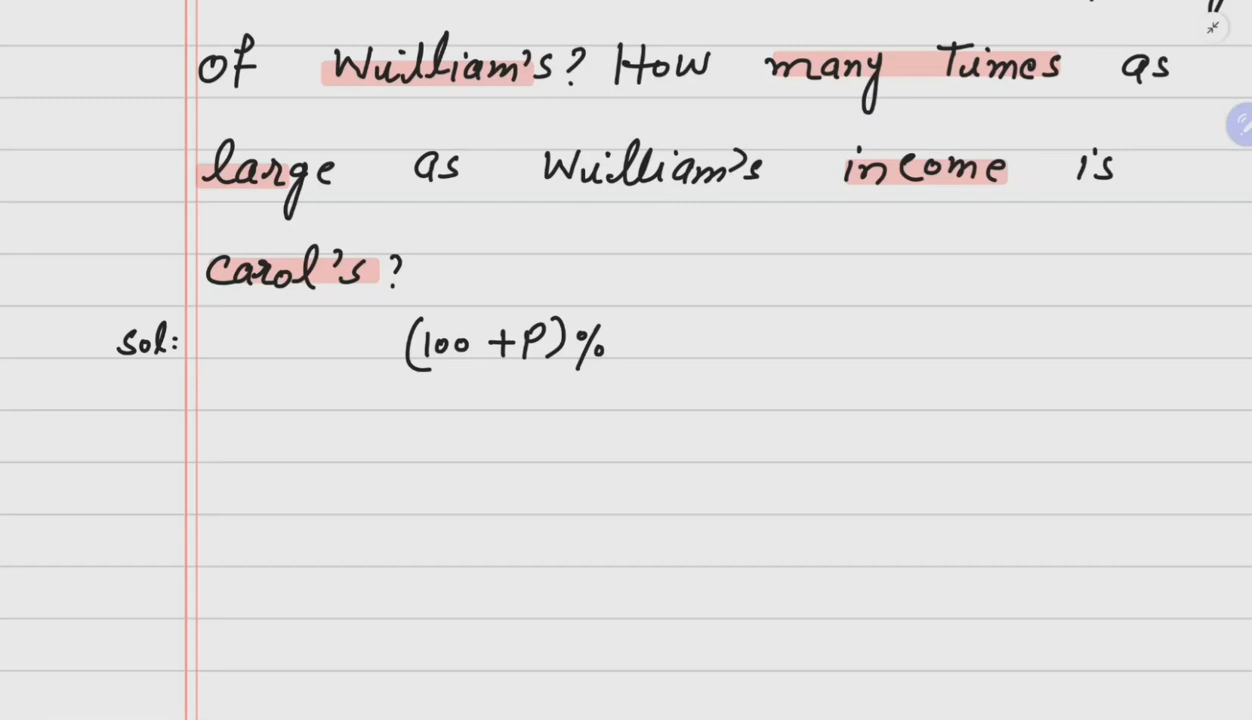 of William's? How many Times as
large as William's income is
Carol's?
Sol: (100 + P) %